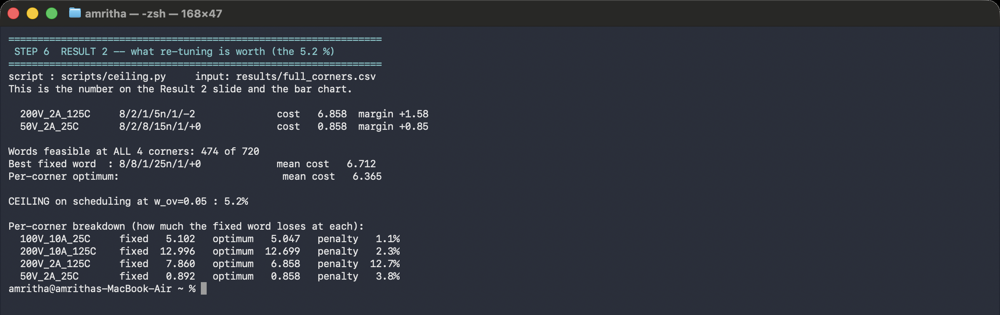 amritha — -zsh — 168×47
================================================================
 STEP 6  RESULT 2 -- what re-tuning is worth (the 5.2 %)
================================================================
script : scripts/ceiling.py     input: results/full_corners.csv
This is the number on the Result 2 slide and the bar chart.
  200V_2A_125C     8/2/1/5n/1/-2              cost   6.858  margin +1.58
  50V_2A_25C       8/2/8/15n/1/+0             cost   0.858  margin +0.85
Words feasible at ALL 4 corners: 474 of 720
Best fixed word  : 8/8/1/25n/1/+0             mean cost   6.712
Per-corner optimum:                            mean cost   6.365
CEILING on scheduling at w_ov=0.05 : 5.2%
Per-corner breakdown (how much the fixed word loses at each):
  100V_10A_25C     fixed   5.102   optimum   5.047   penalty   1.1%
  200V_10A_125C    fixed  12.996   optimum  12.699   penalty   2.3%
  200V_2A_125C     fixed   7.860   optimum   6.858   penalty  12.7%
  50V_2A_25C       fixed   0.892   optimum   0.858   penalty   3.8%
amritha@amrithas-MacBook-Air ~ %